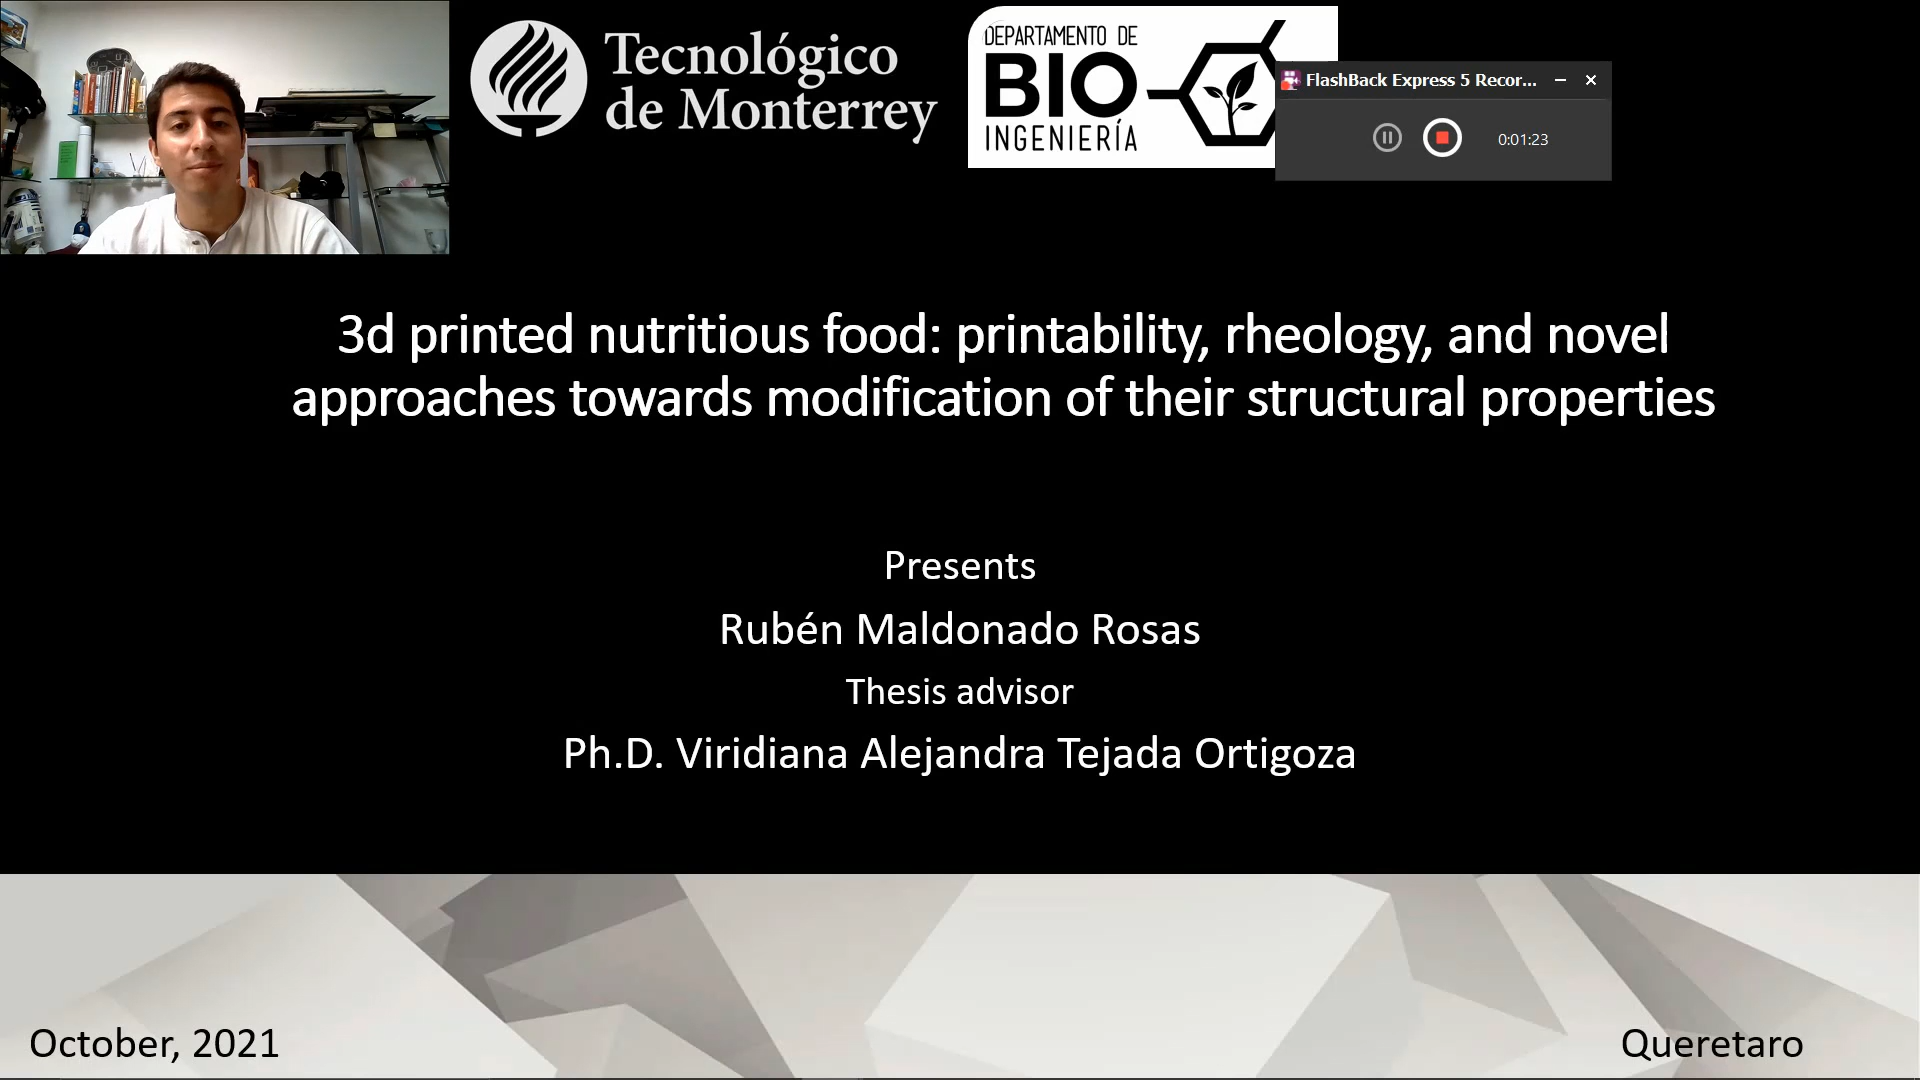 Tecnológico
de Monterrey
DEPARTAMENTO DE
BIO
INGENIERÍA
FlashBack Express 5 Recor...
0:01:23
3d printed nutritious food: printability, rheology, and novel
approaches towards modification of their structural properties
Presents
Rubén Maldonado Rosas
Thesis advisor
Ph.D. Viridiana Alejandra Tejada Ortigoza
October, 2021
Queretaro